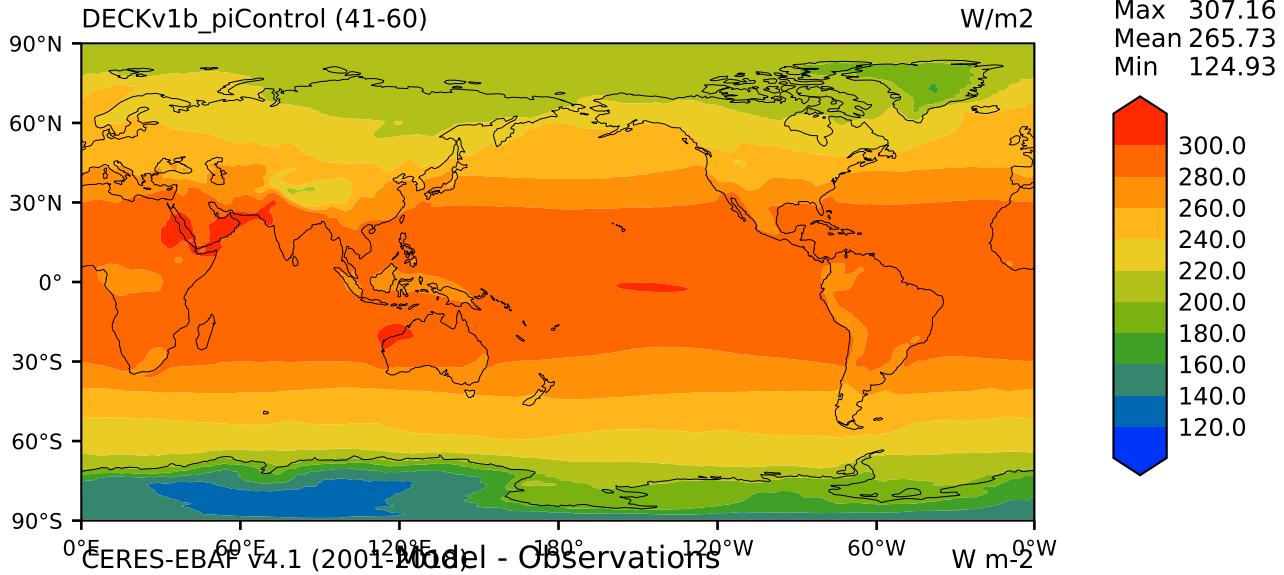 DECKv1b_piControl (41-60) W/m2
Max 307.16
Mean 265.73
Min 124.93
90°N
60°N
30°N
0°
30°S
60°S
90°S
300.0
280.0
260.0
240.0
220.0
200.0
180.0
160.0
140.0
120.0
0°E 60°E 120°E 180° 120°W 60°W 0°W
CERES-EBAF v4.1 (2001-2018) Model - Observations W m-2